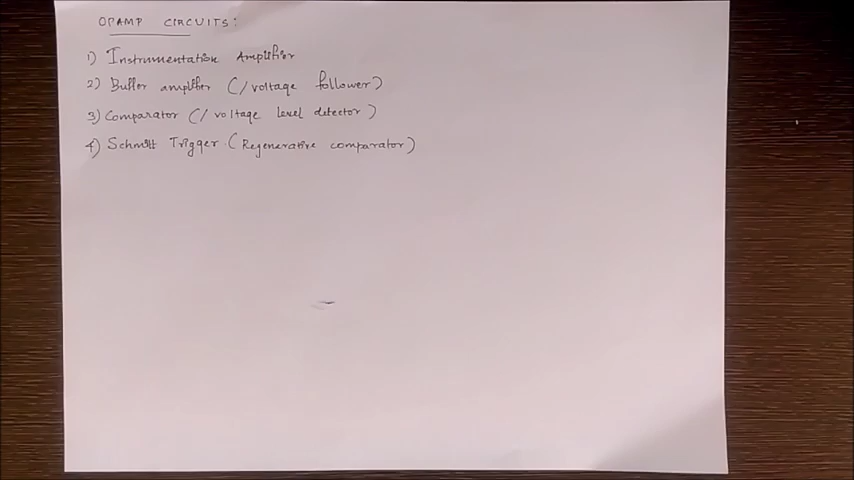 OPAMP CIRCUITS:
1) Instrumentation Amplifier
2) Buffer amplifier (/voltage follower)
3) Comparator (/voltage level detector)
4) Schmitt Trigger. (Regenerative comparator)